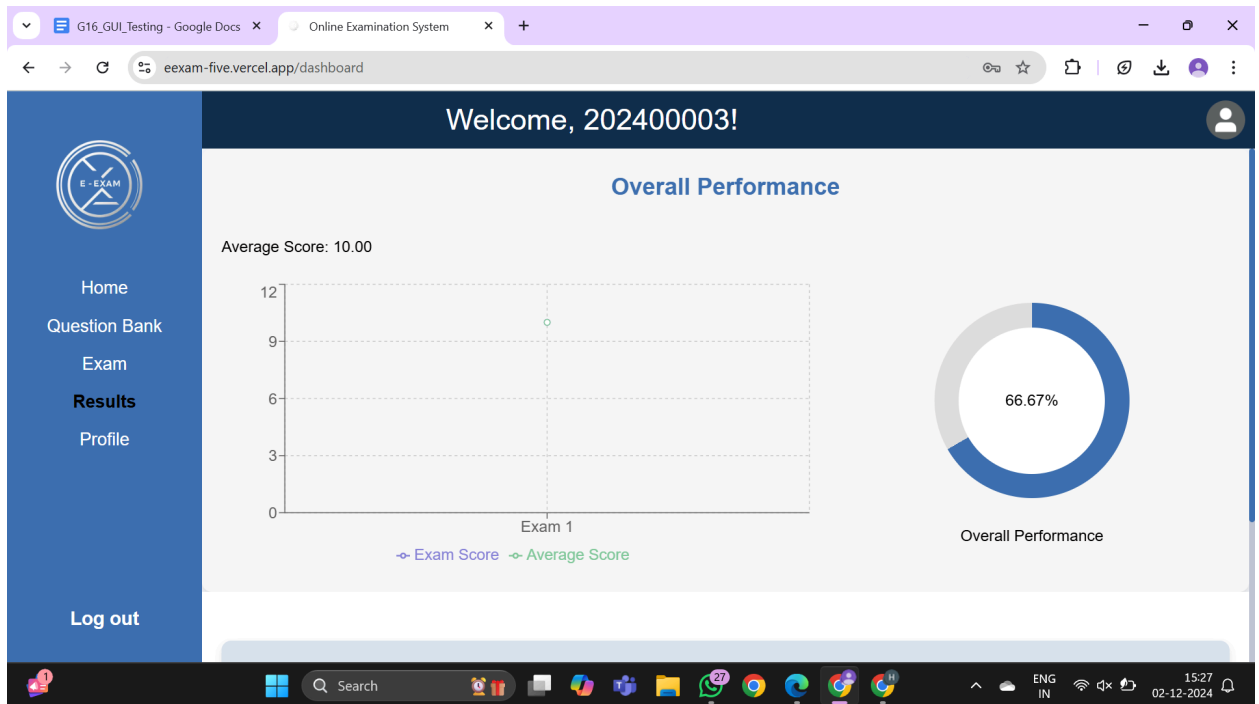 G16_GUI_Testing - Google Docs
Online Examination System
eexam-five.vercel.app/dashboard
Welcome, 202400003!
E - EXAM
Home
Question Bank
Exam
Results
Profile
Log out
Overall Performance
Average Score: 10.00
12
9
6
3
0
Exam 1
Exam Score Average Score
66.67%
Overall Performance
1
Search
27
H
ENG
IN
15:27
02-12-2024